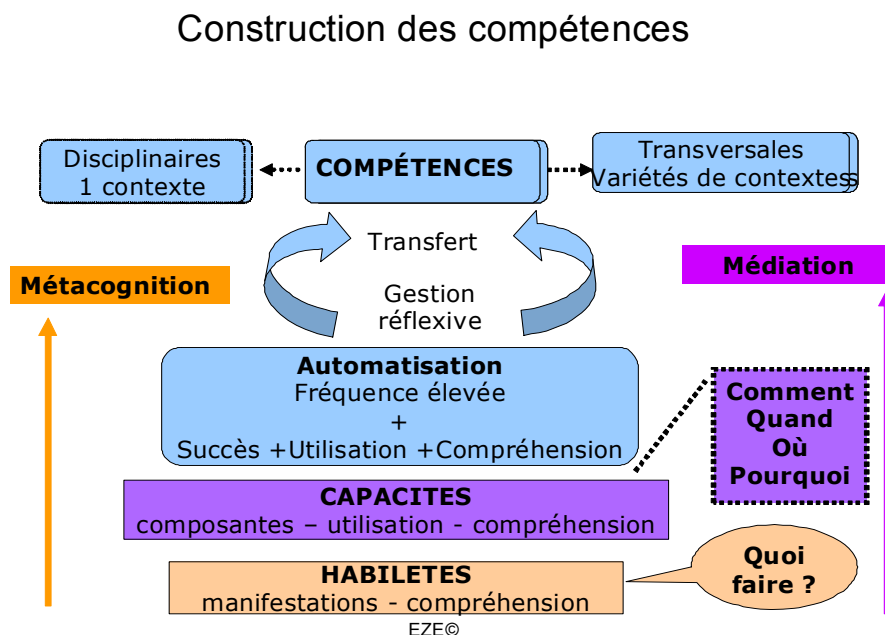 Construction des compétences
Disciplinaires
1 contexte
COMPÉTENCES
Transversales
Variétés de contextess
Transfert
Gestion
réflexive
Métacognition
Médiation
Automatisation
Fréquence élevée
+
Succès +Utilisation +Compréhension
Comment
Quand
Où
Pourquoi
CAPACITES
composantes – utilisation - compréhension
Quoi
faire ?
HABILETES
manifestations - compréhension
EZE©